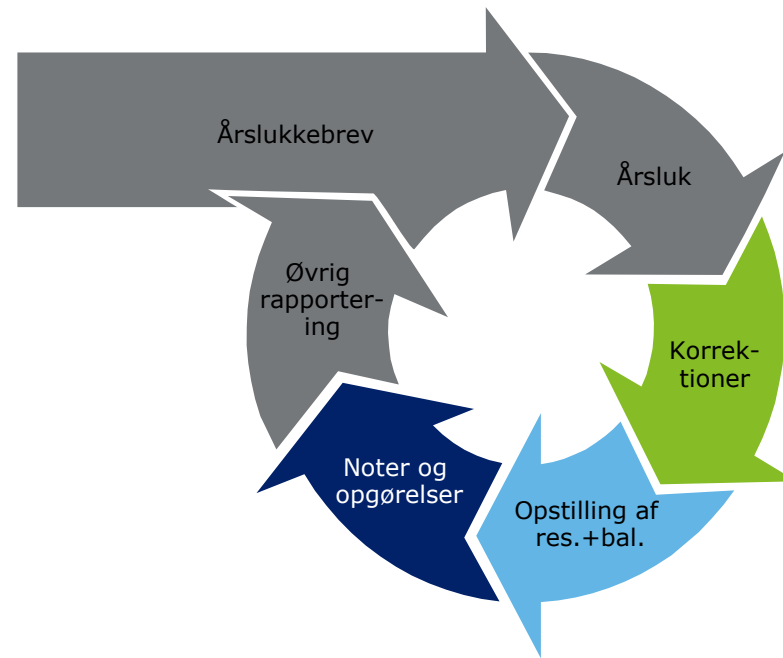 Årslukkebrev
Årsluk
Korrek-
tioner
Opstilling af
res.+bal.
Noter og
opgørelser
Øvrig
rapporter-
ing